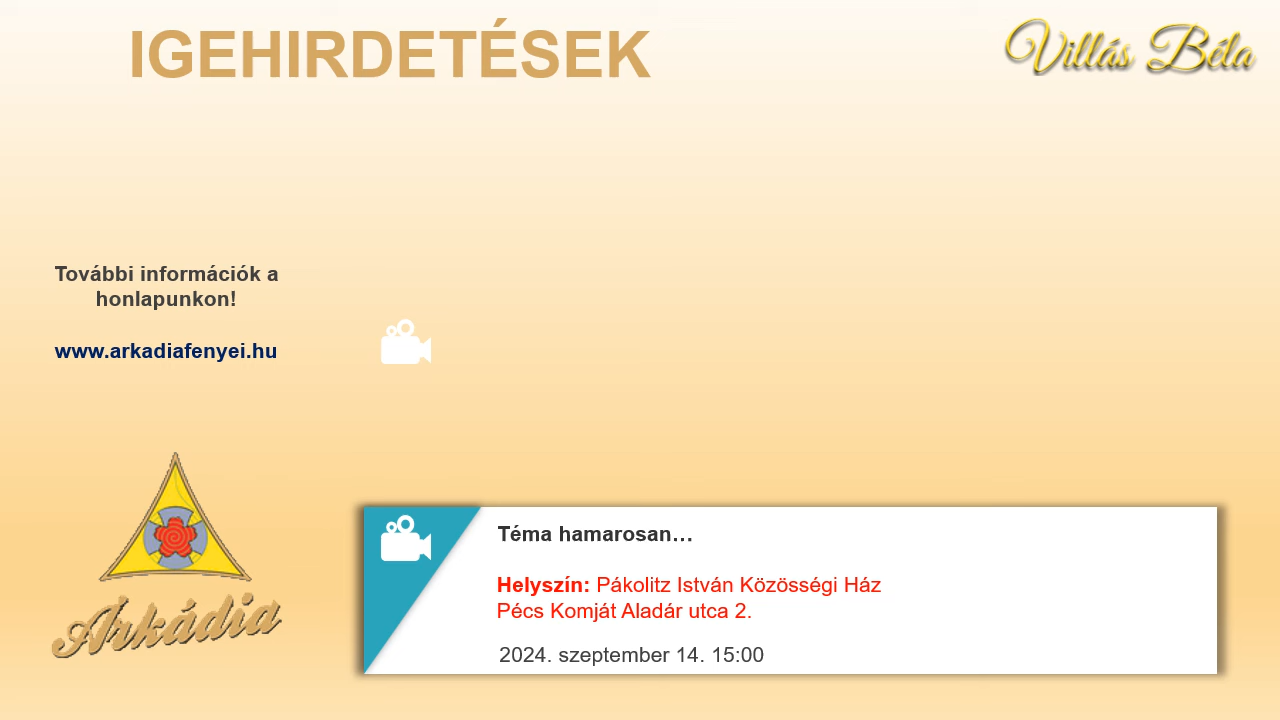 IGEHIRDETÉSEK
Villás Béla
További információk a
honlapunkon!
www.arkadiafenyei.hu
Árkádia
Téma hamarosan…
Helyszín: Pákolitz István Közösségi Ház
Pécs Komját Aladár utca 2.
2024. szeptember 14. 15:00